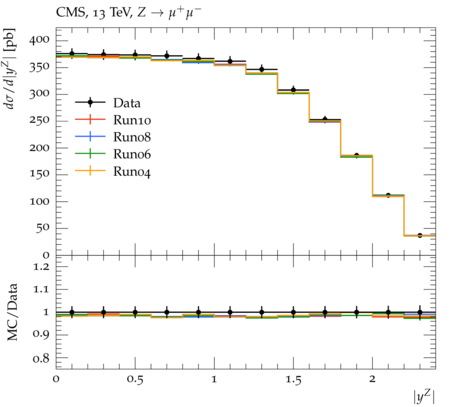 CMS, 13 TeV, Z → μ⁺μ⁻
dσ/d|y^Z| [pb]
400
350
300
250
200
150
100
50
0
Data
Run10
Run08
Run06
Run04
MC/Data
1.2
1.1
1
0.9
0.8
0 0.5 1 1.5 2
|y^Z|